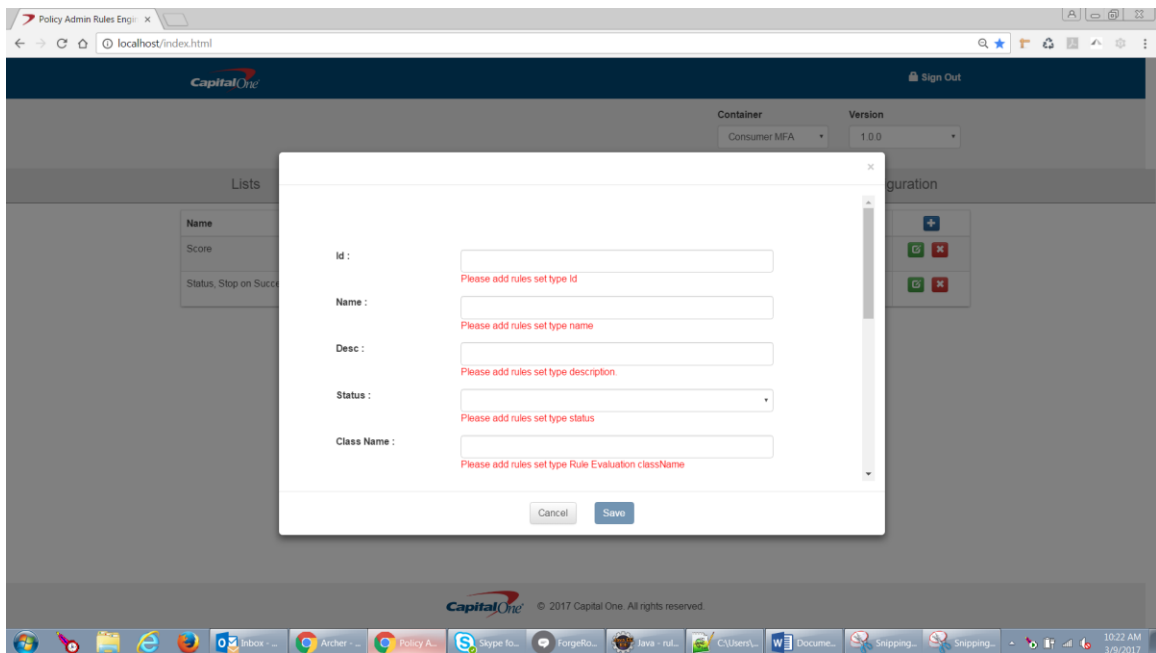 Policy Admin Rules Engi
localhost/index.html
CapitalOne
Sign Out
Container
Version
Consumer MFA
1.0.0
Lists
guration
Name
Score
Status, Stop on Succe
Id :
Please add rules set type Id
Name :
Please add rules set type name
Desc :
Please add rules set type description.
Status :
Please add rules set type status
Class Name :
Please add rules set type Rule Evaluation className
Cancel
Save
CapitalOne
© 2017 Capital One. All rights reserved.
Inbox - ...
Archer - ...
Policy A...
Skype fo...
ForgeRo...
Java - rul...
C:\Users\...
Docume...
Snipping...
Snipping...
10:22 AM
3/9/2017